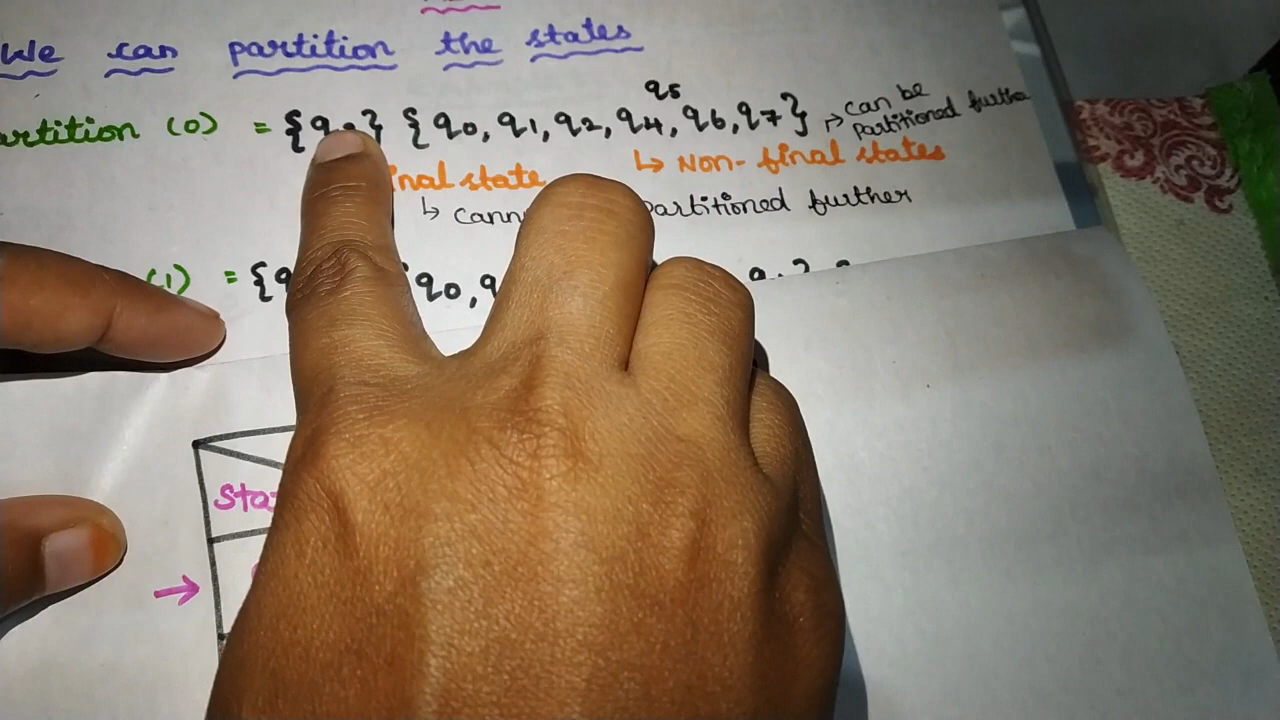 We can partition the states
q5
artition (0) = {q } {q0, q1, q2, q4, q6, q7} ↱ can be
partitioned further
inal state ↳ Non-final states
↳ partitioned further
(1) = {q q0, q
Sta
→